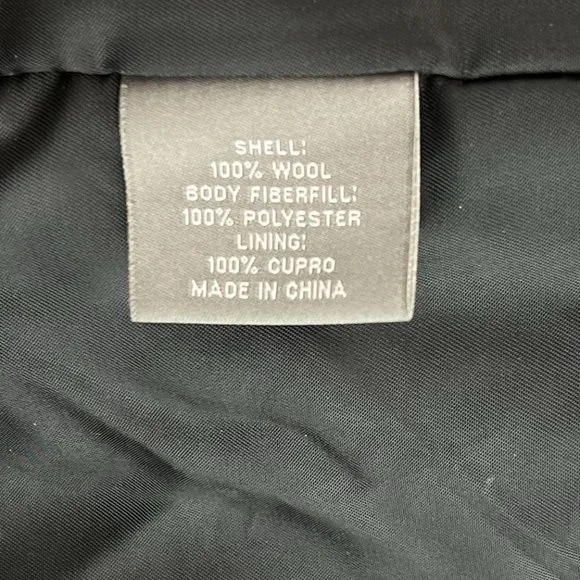 SHELL:
100% WOOL
BODY FIBERFILL:
100% POLYESTER
LINING:
100% CUPRO
MADE IN CHINA